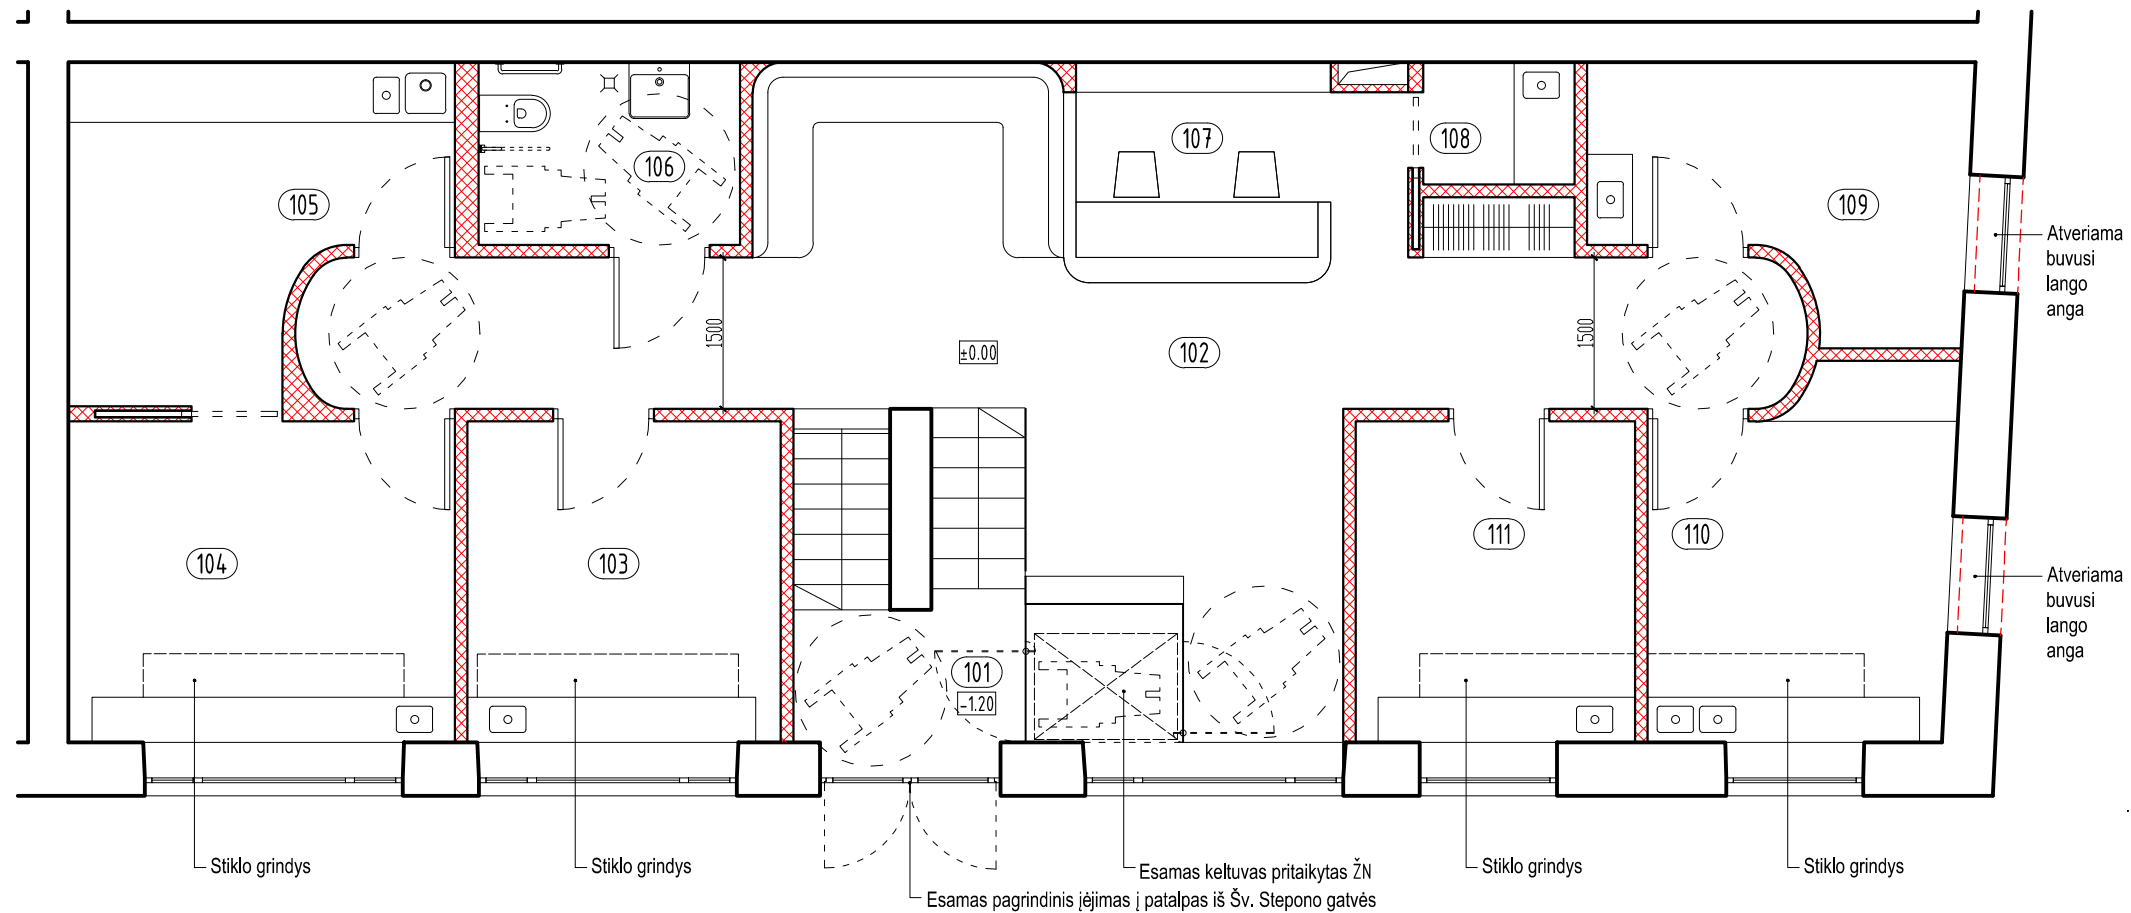 107
108
106
105
109
Atveriama
buvusi
lango
anga
1500
±0.00
102
1500
104
103
111
110
Atveriama
buvusi
lango
anga
101
-1.20
Stiklo grindys
Stiklo grindys
Esamas keltuvas pritaikytas ŽN
Stiklo grindys
Stiklo grindys
Esamas pagrindinis įėjimas į patalpas iš Šv. Stepono gatvės